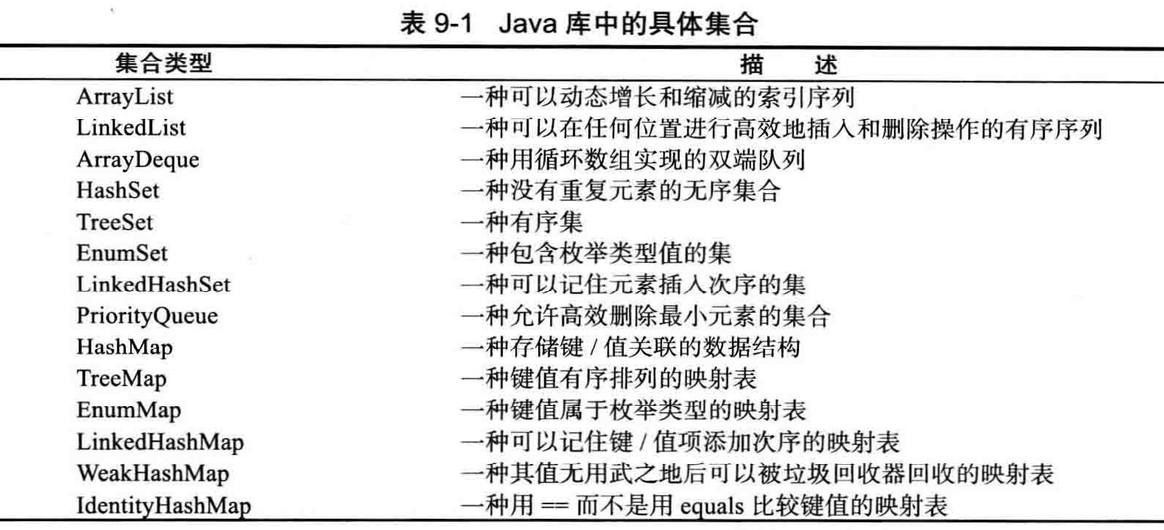 表 9-1 Java 库中的具体集合
集合类型 描 述
ArrayList 一种可以动态增长和缩减的索引序列
LinkedList 一种可以在任何位置进行高效地插入和删除操作的有序序列
ArrayDeque 一种用循环数组实现的双端队列
HashSet 一种没有重复元素的无序集合
TreeSet 一种有序集
EnumSet 一种包含枚举类型值的集
LinkedHashSet 一种可以记住元素插入次序的集
PriorityQueue 一种允许高效删除最小元素的集合
HashMap 一种存储键 / 值关联的数据结构
TreeMap 一种键值有序排列的映射表
EnumMap 一种键值属于枚举类型的映射表
LinkedHashMap 一种可以记住键 / 值项添加次序的映射表
WeakHashMap 一种其值无用武之地后可以被垃圾回收器回收的映射表
IdentityHashMap 一种用 == 而不是用 equals 比较键值的映射表